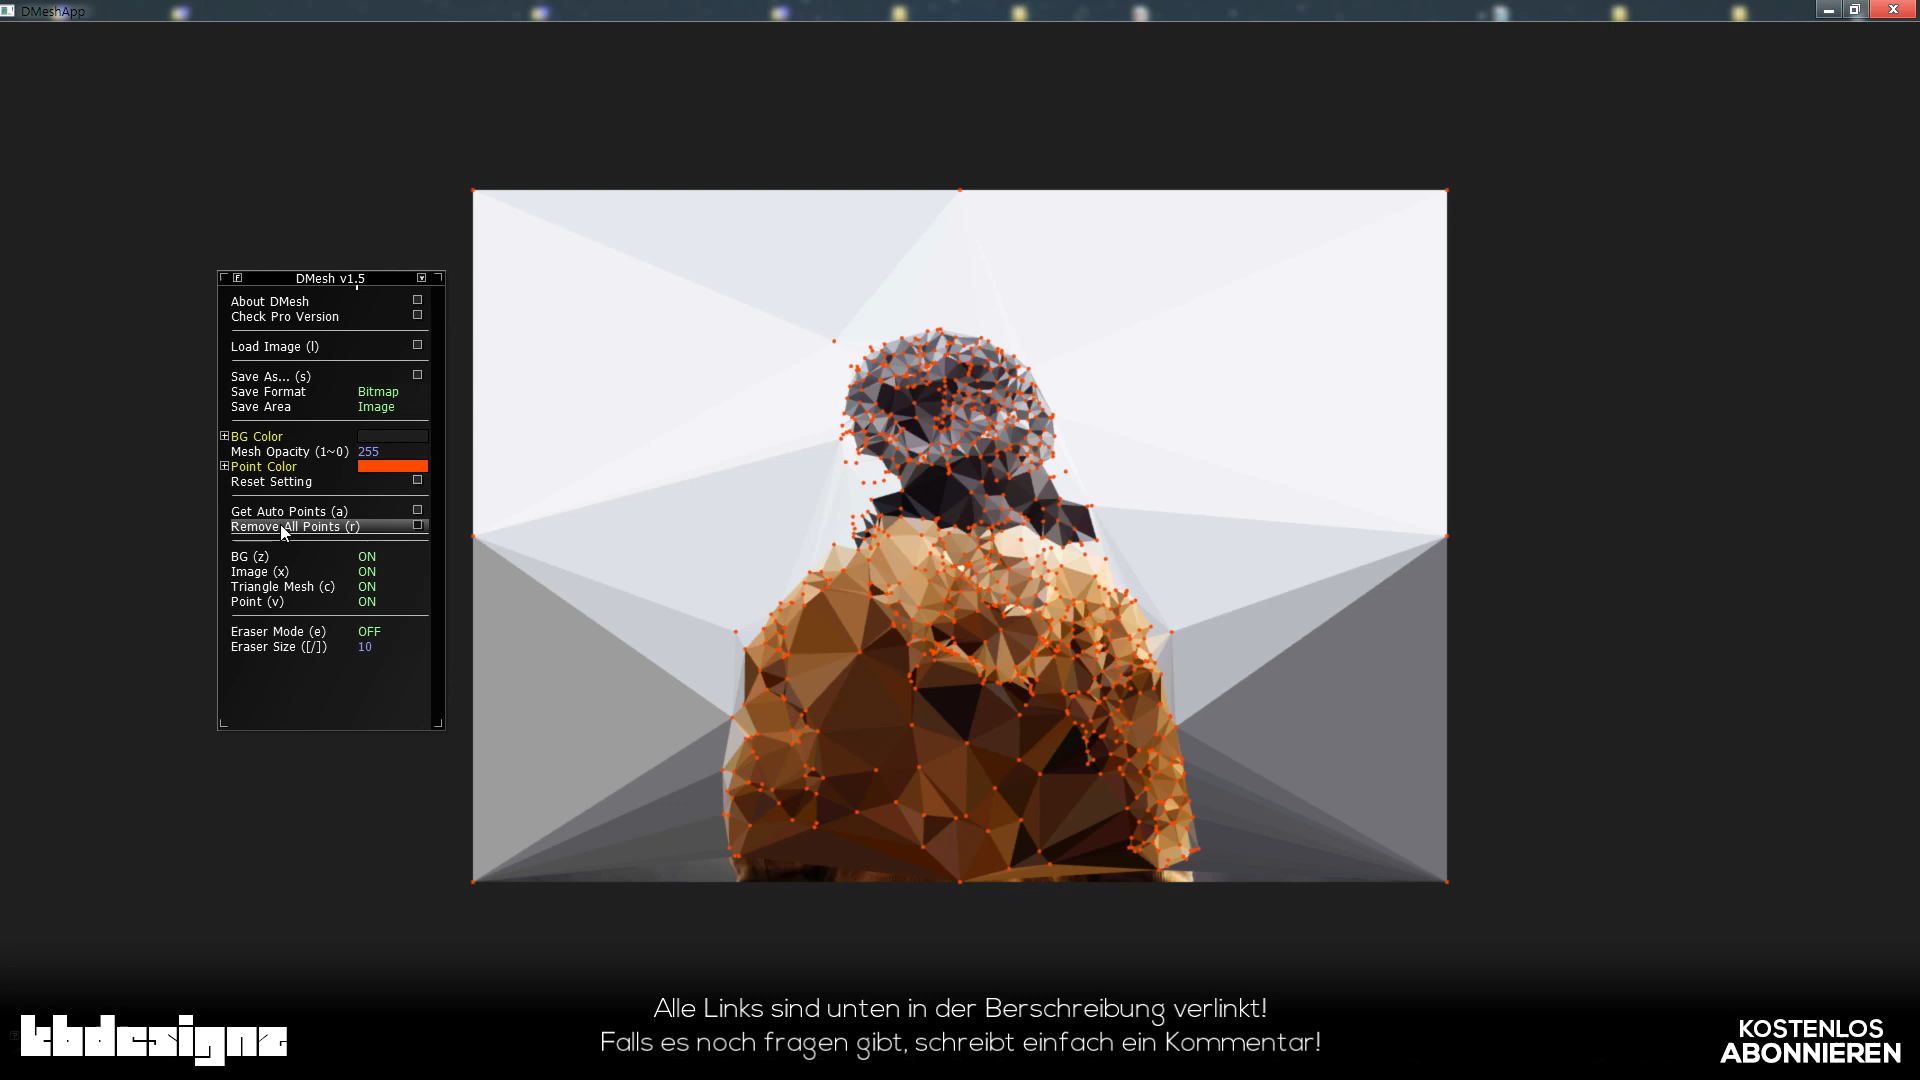 DMeshApp
DMesh v1.5
About DMesh
Check Pro Version
Load Image (l)
Save As... (s)
Save Format Bitmap
Save Area Image
BG Color
Mesh Opacity (1~0) 255
Point Color
Reset Setting
Get Auto Points (a)
Remove All Points (r)
BG (z) ON
Image (x) ON
Triangle Mesh (c) ON
Point (v) ON
Eraser Mode (e) OFF
Eraser Size ([/]) 10
Alle Links sind unten in der Berschreibung verlinkt!
Falls es noch fragen gibt, schreibt einfach ein Kommentar!
kbdesignz
KOSTENLOS
ABONNIEREN